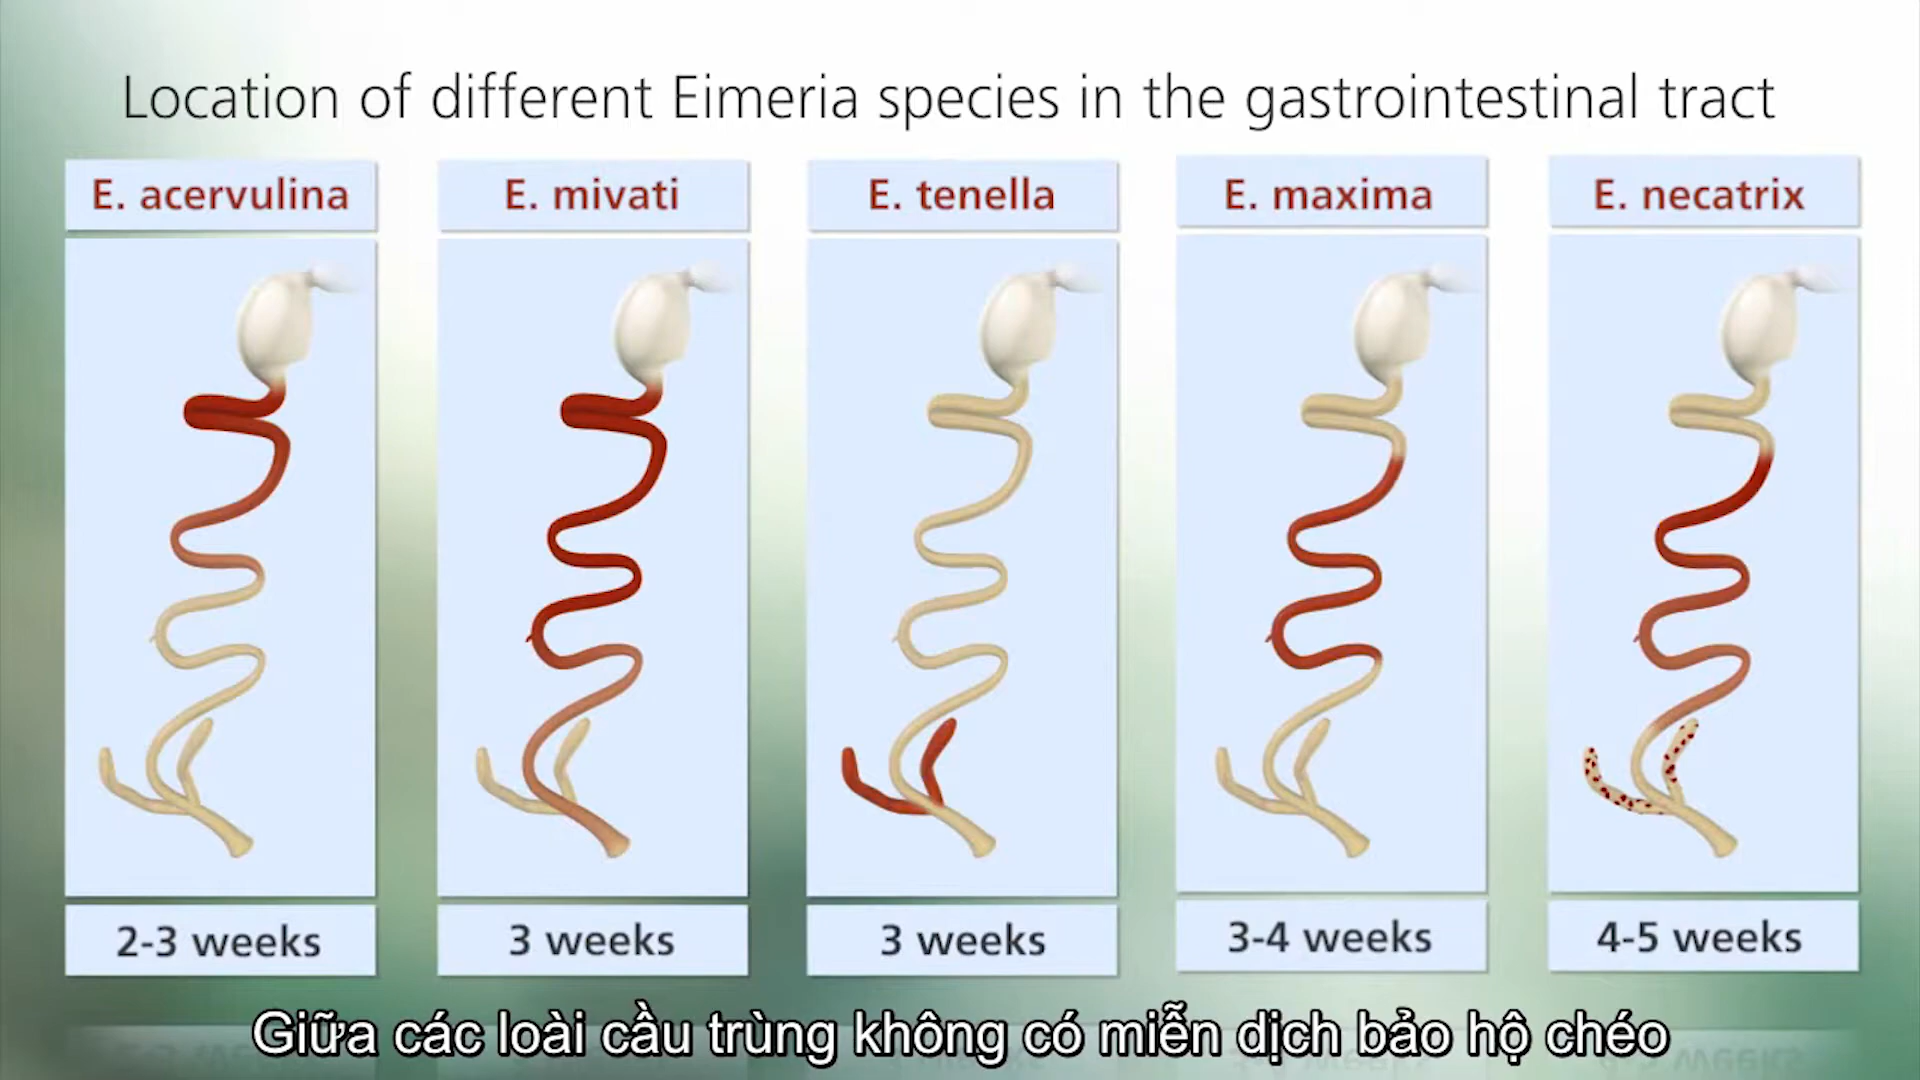 Location of different Eimeria species in the gastrointestinal tract
E. acervulina
E. mivati
E. tenella
E. maxima
E. necatrix
2-3 weeks
3 weeks
3 weeks
3-4 weeks
4-5 weeks
Giữa các loài cầu trùng không có miễn dịch bảo hộ chéo